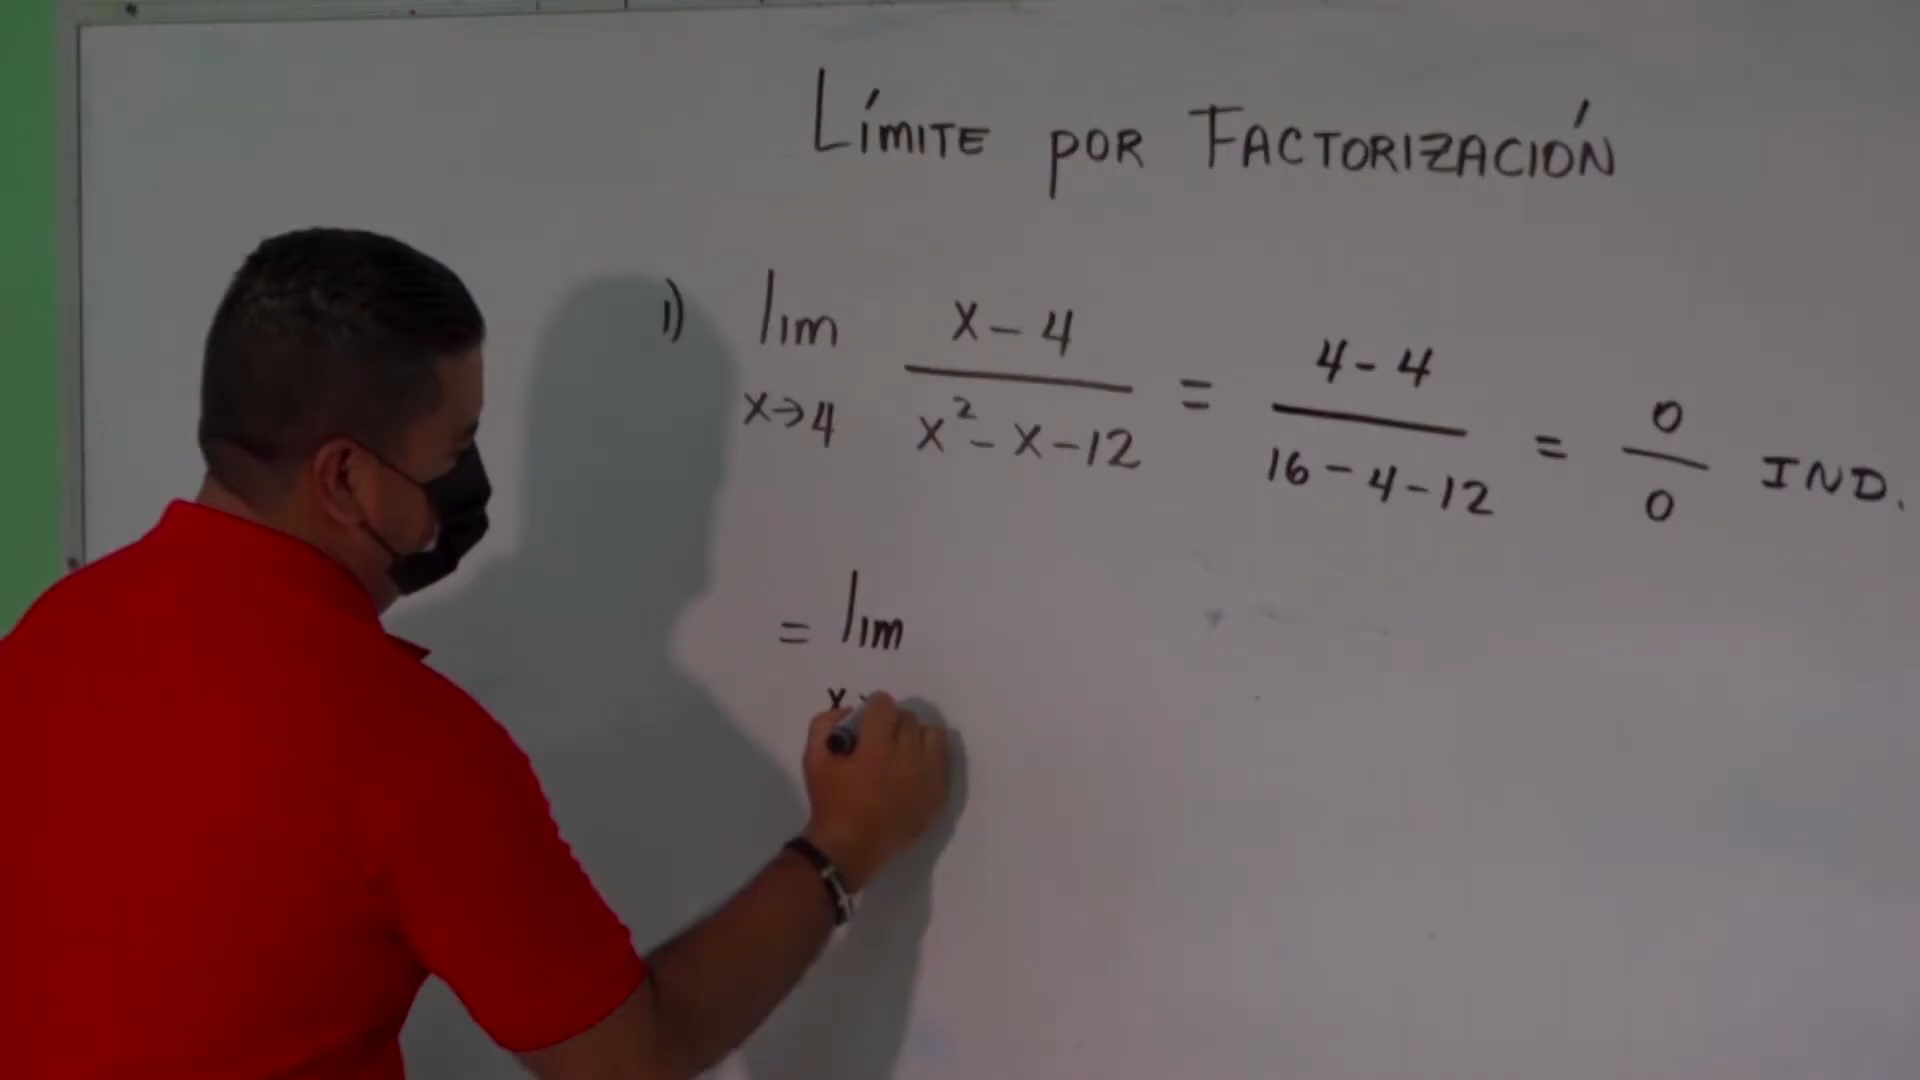 LÍMITE POR FACTORIZACIÓN
1) lim x→4 x-4/x²-x-12 = 4-4/16-4-12 = 0/0 IND.
= lim
x